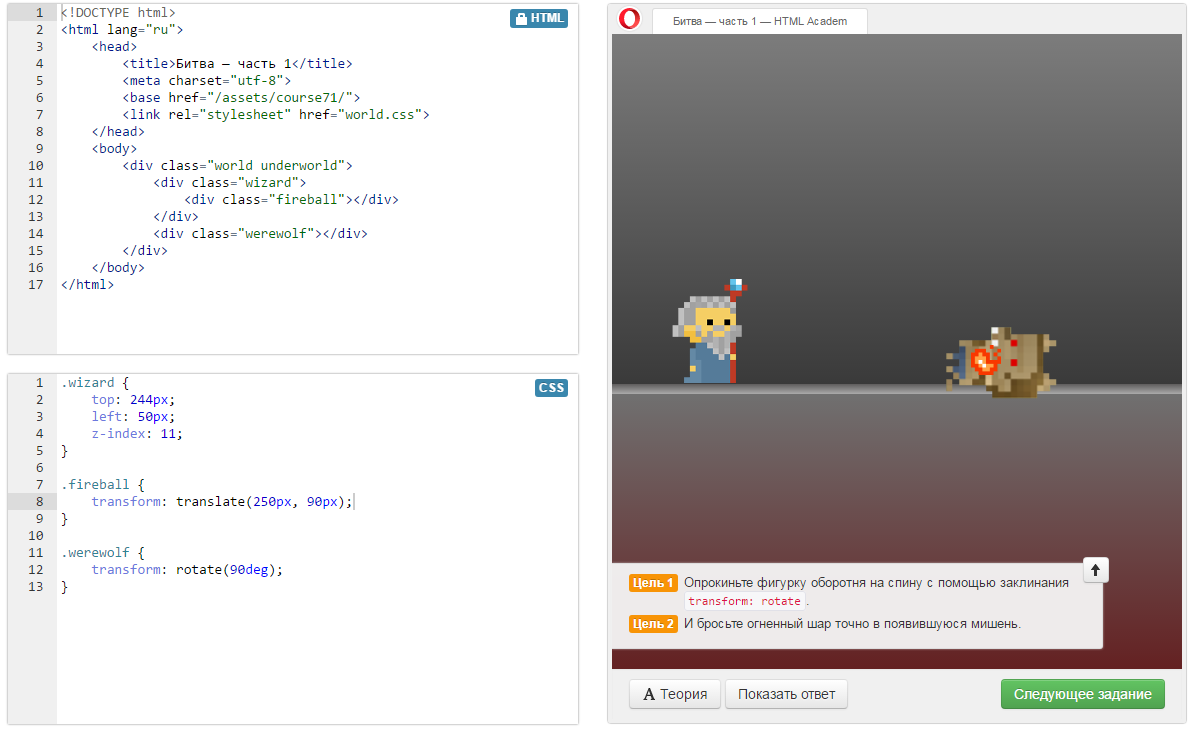 1 <!DOCTYPE html>
HTML
2 <html lang="ru">
3 <head>
4 <title>Битва — часть 1</title>
5 <meta charset="utf-8">
6 <base href="/assets/course71/">
7 <link rel="stylesheet" href="world.css">
8 </head>
9 <body>
10 <div class="world underworld">
11 <div class="wizard">
12 <div class="fireball"></div>
13 </div>
14 <div class="werewolf"></div>
15 </div>
16 </body>
17 </html>
1 .wizard {
CSS
2 top: 244px;
3 left: 50px;
4 z-index: 11;
5 }
6
7 .fireball {
8 transform: translate(250px, 90px);
9 }
10
11 .werewolf {
12 transform: rotate(90deg);
13 }
Битва — часть 1 — HTML Academ
Цель 1 Опрокиньте фигурку оборотня на спину с помощью заклинания
transform: rotate .
Цель 2 И бросьте огненный шар точно в появившуюся мишень.
A Теория Показать ответ Следующее задание